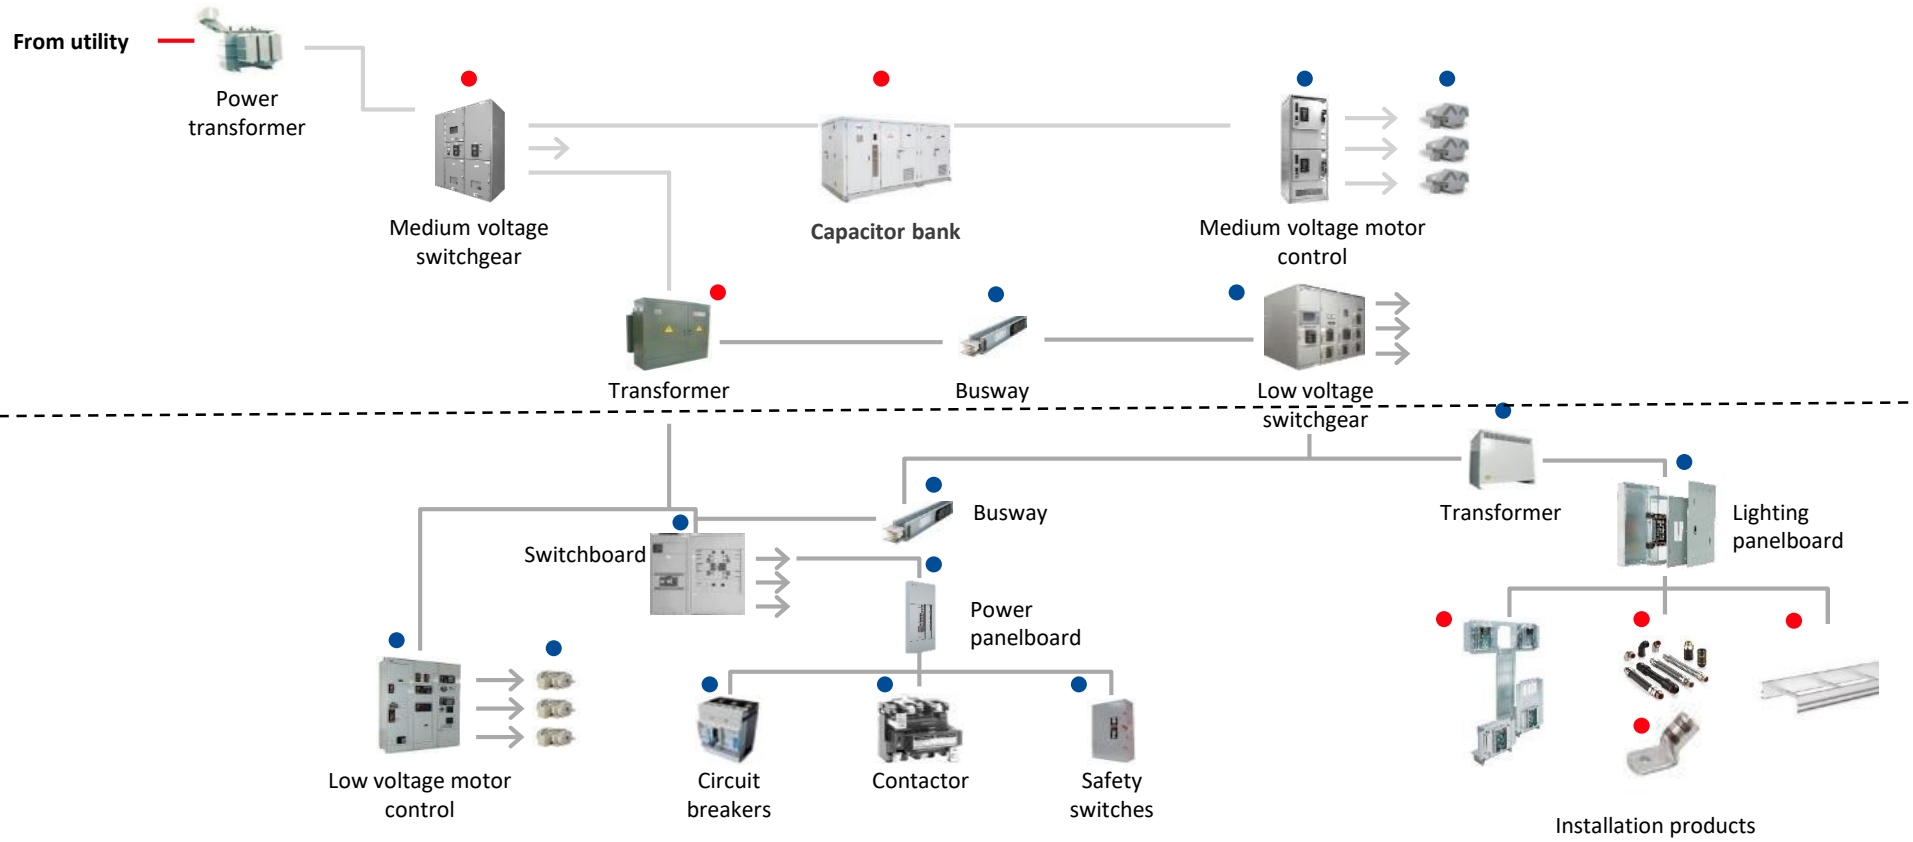 From utility
Power
transformer
Medium voltage
switchgear
Capacitor bank
Medium voltage motor
control
Transformer
Busway
Low voltage
switchgear
Busway
Transformer
Lighting
panelboard
Switchboard
Power
panelboard
Low voltage motor
control
Circuit
breakers
Contactor
Safety
switches
Installation products